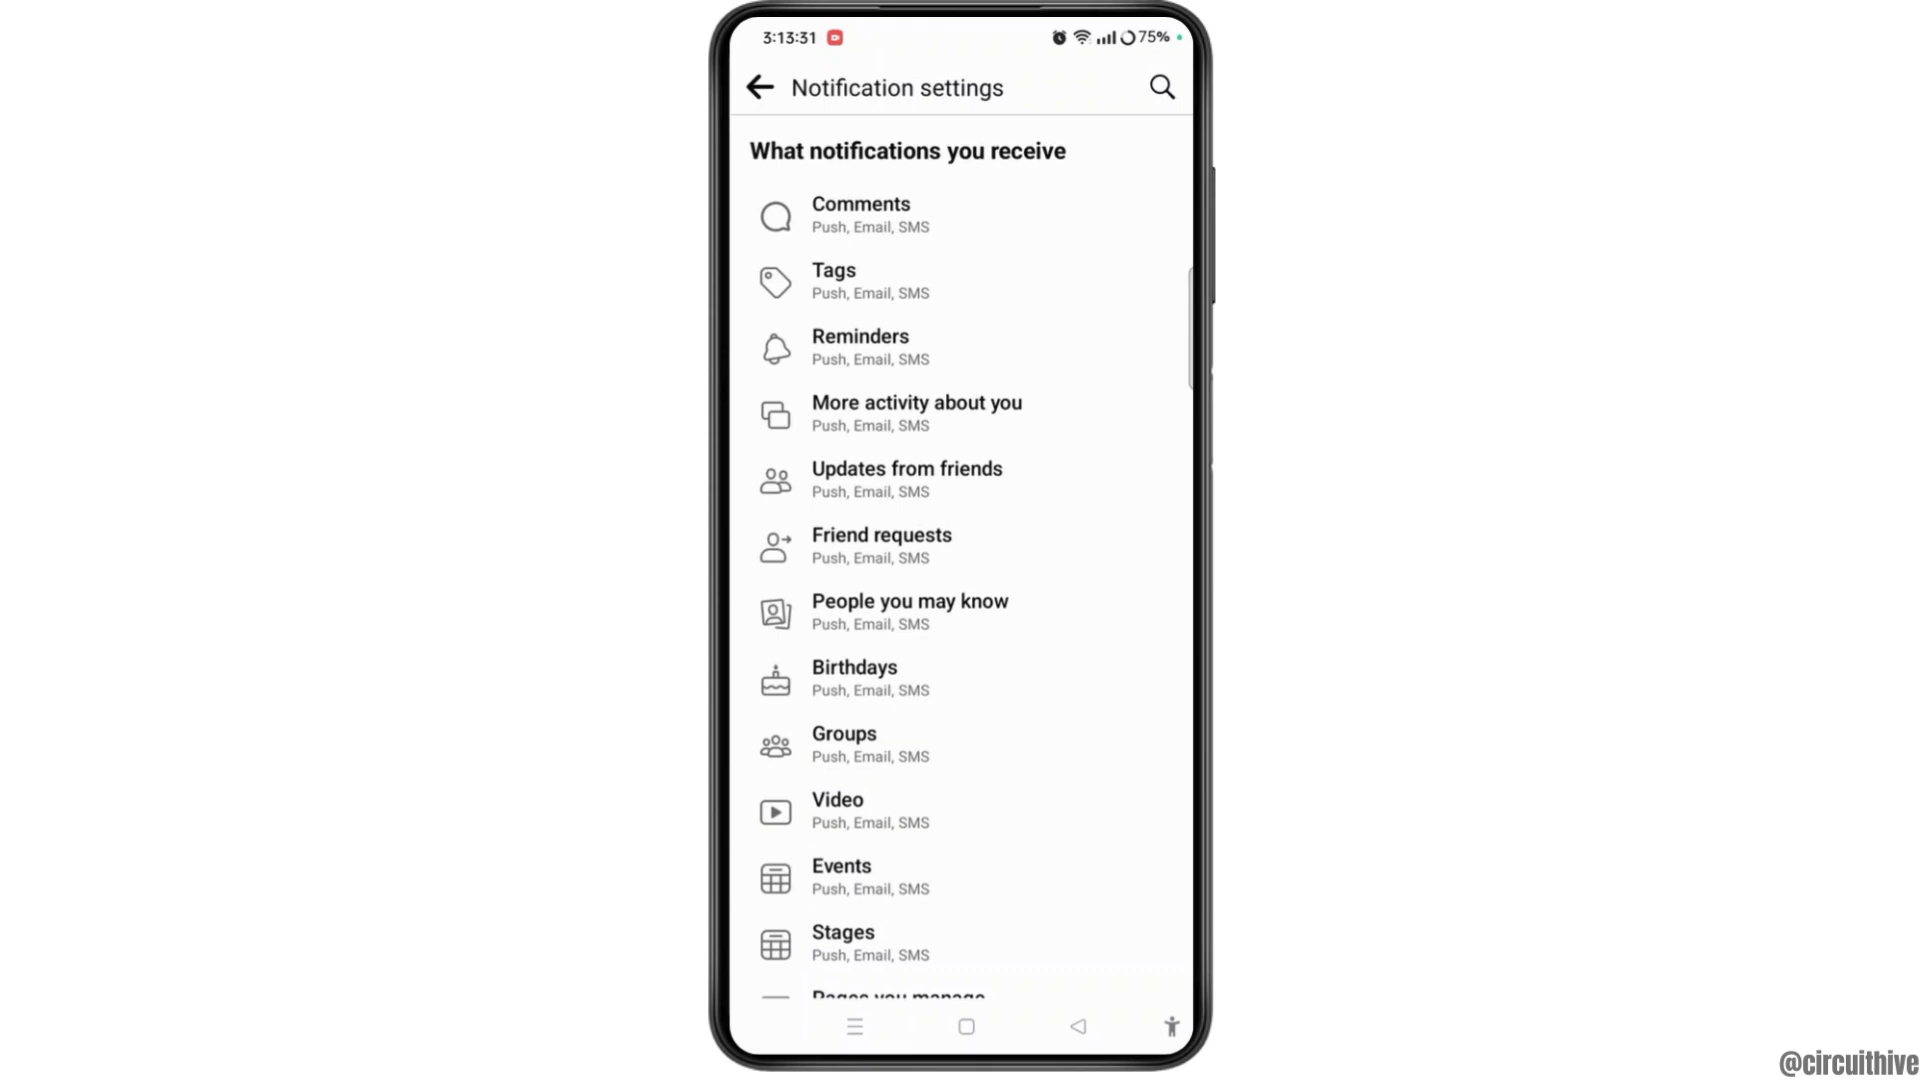 3:13:31
75%
Notification settings
What notifications you receive
Comments
Push, Email, SMS
Tags
Push, Email, SMS
Reminders
Push, Email, SMS
More activity about you
Push, Email, SMS
Updates from friends
Push, Email, SMS
Friend requests
Push, Email, SMS
People you may know
Push, Email, SMS
Birthdays
Push, Email, SMS
Groups
Push, Email, SMS
Video
Push, Email, SMS
Events
Push, Email, SMS
Stages
Push, Email, SMS
Pages you manage
@circuithive